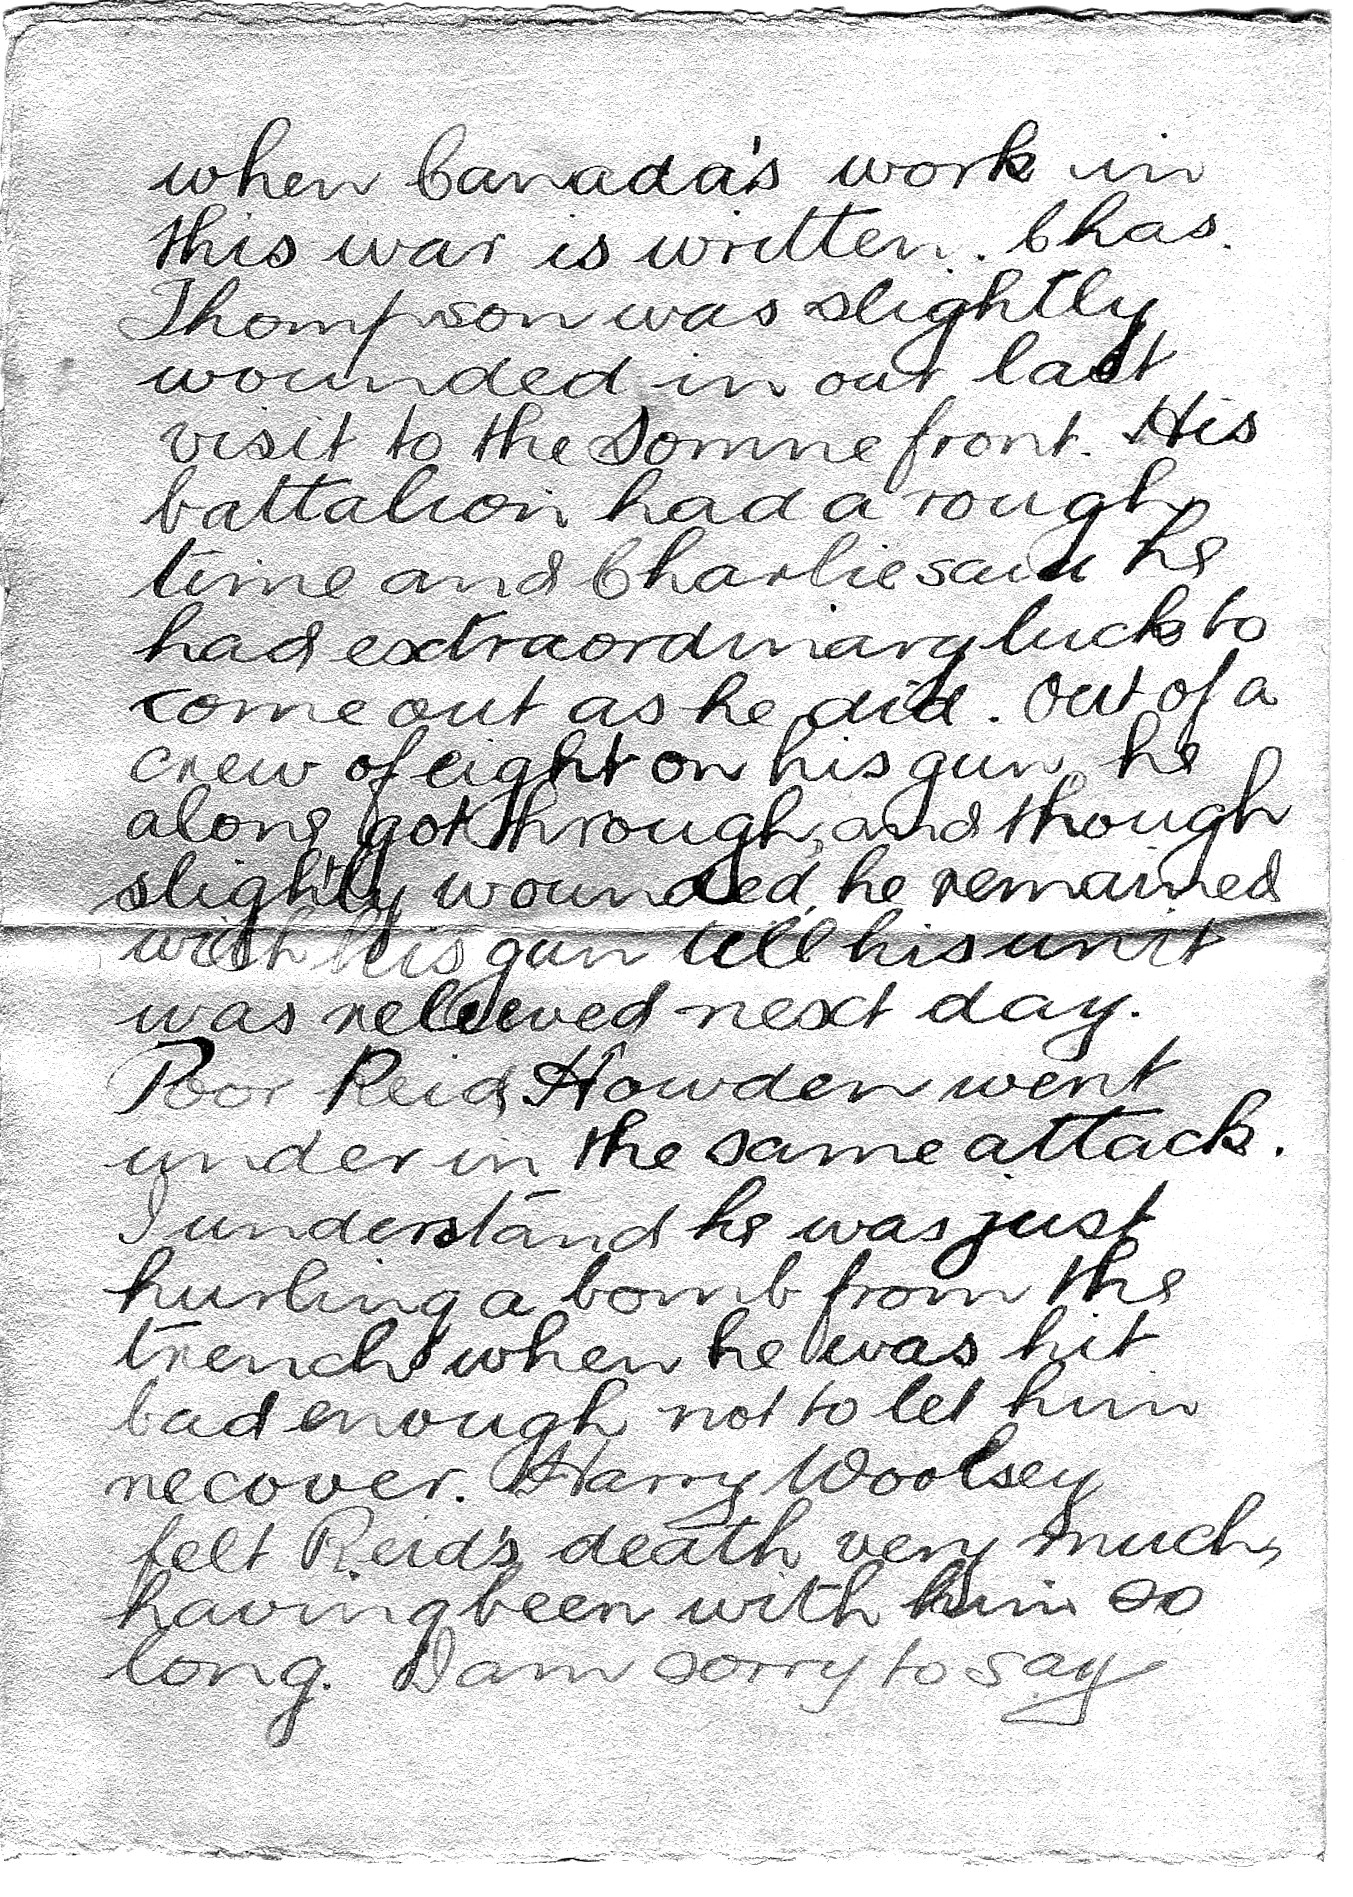 when Canada's work in
this war is written. Chas.
Thompson was slightly
wounded in our last
visit to the Somme front. His
battalion had a rough
time and Charlie said he
had extraordinary luck to
come out as he did. Out of a
crew of eight on his gun, he
alone got through, and though
slightly wounded, he remained
with his gun till his unit
was relieved next day.
Poor Reid Howden went
under in the same attack.
I understand he was just
hurling a bomb from the
trench when he was hit
bad enough not to let him
recover. Harry Woolsey
felt Reid's death very much,
having been with him so
long. I am sorry to say